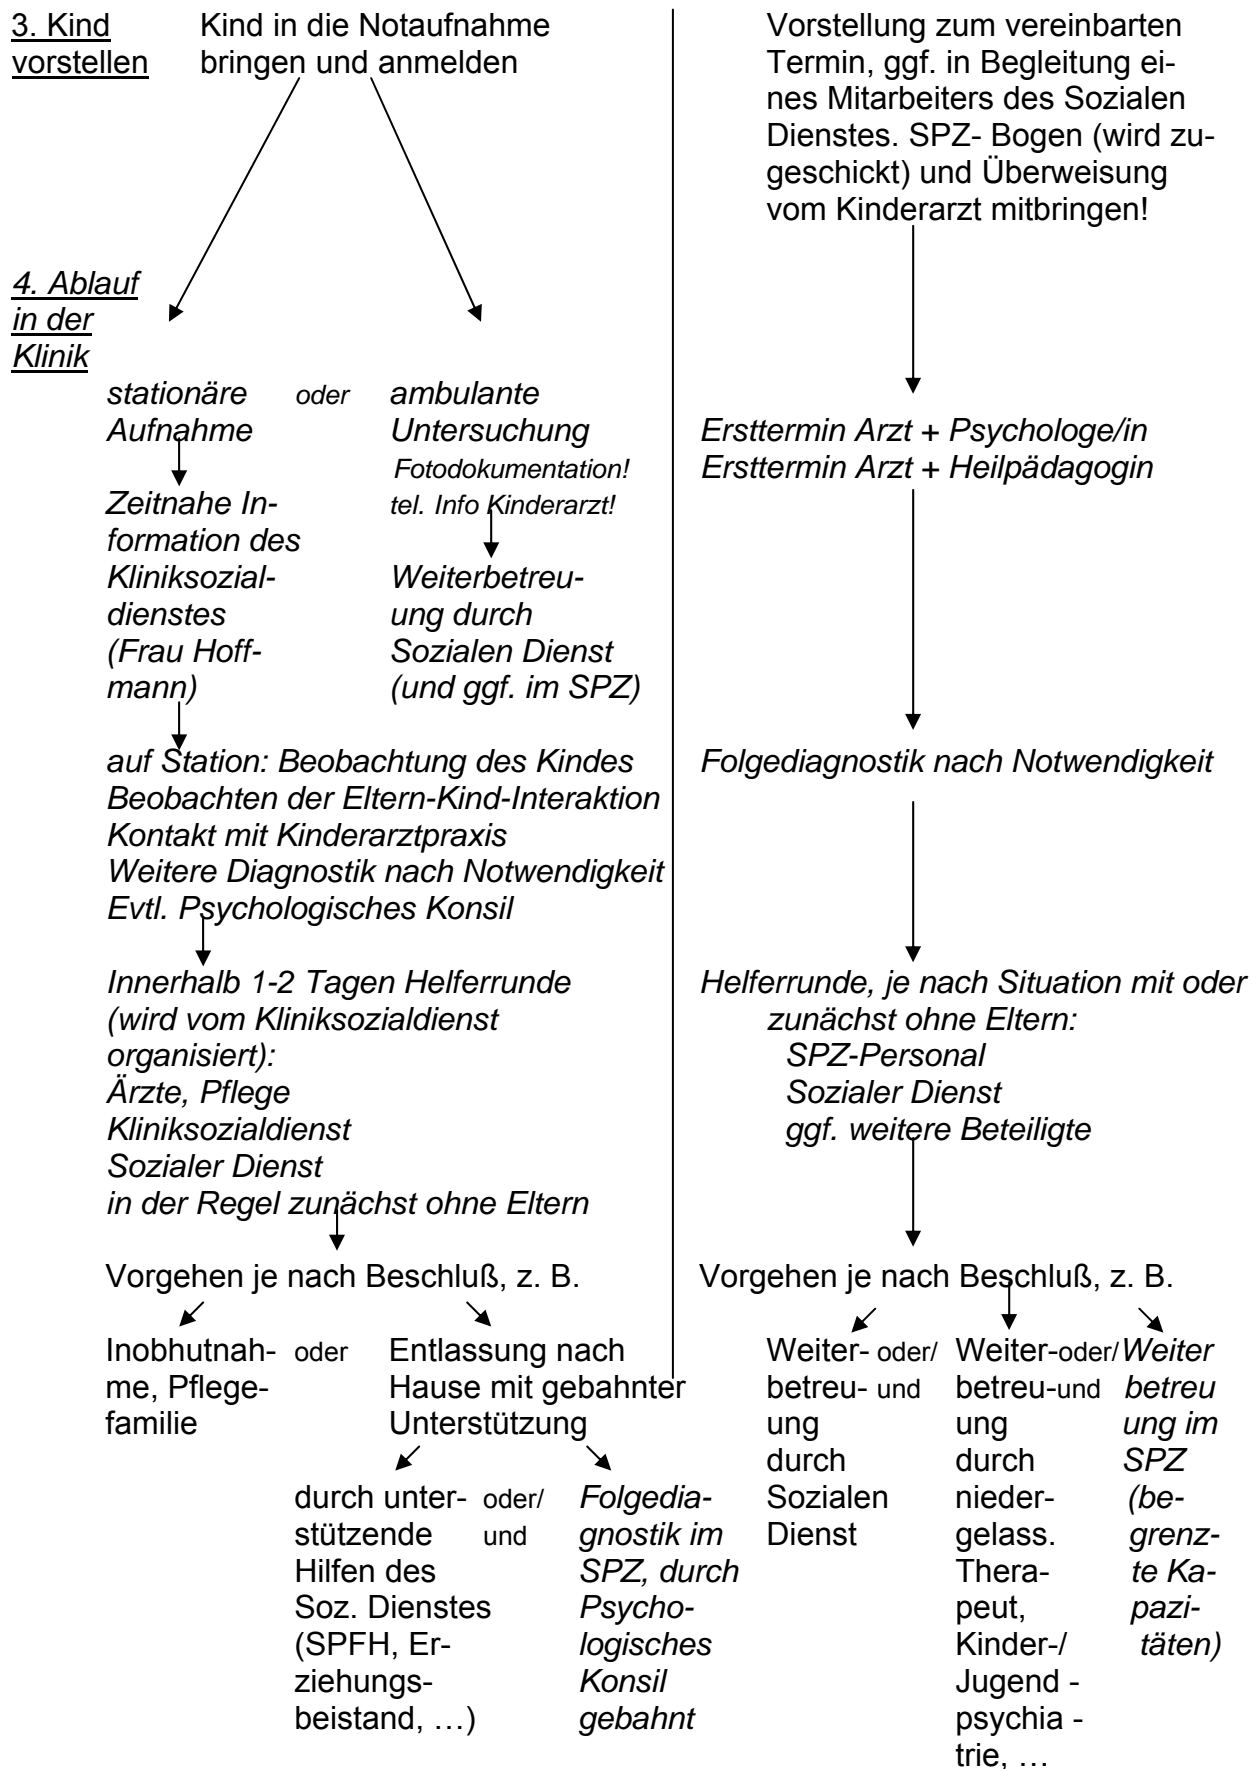 3. Kind vorstellen
Kind in die Notaufnahme
bringen und anmelden
4. Ablauf
in der
Klinik
stationäre oder ambulante
Aufnahme
Untersuchung
Fotodokumentation!
tel. Info Kinderarzt!
Zeitnahe In-
formation des
Kliniksozial-
dienstes
(Frau Hoff-
mann)
Weiterbetreu-
ung durch
Sozialen Dienst
(und ggf. im SPZ)
auf Station: Beobachtung des Kindes
Beobachten der Eltern-Kind-Interaktion
Kontakt mit Kinderarztpraxis
Weitere Diagnostik nach Notwendigkeit
Evtl. Psychologisches Konsil
Innerhalb 1-2 Tagen Helferrunde
(wird vom Kliniksozialdienst
organisiert):
Ärzte, Pflege
Kliniksozialdienst
Sozialer Dienst
in der Regel zunächst ohne Eltern
Vorgehen je nach Beschluß, z. B.
Inobhutnah-
me, Pflege-
familie
oder
Entlassung nach
Hause mit gebahnter
Unterstützung
durch unter-
stützende
Hilfen des
Soz. Dienstes
(SPFH, Er-
ziehungs-
beistand, …)
oder/
und
Folgedia-
gnostik im
SPZ, durch
Psycho-
logisches
Konsil
gebahnt
Vorstellung zum vereinbarten
Termin, ggf. in Begleitung ei-
nes Mitarbeiters des Sozialen
Dienstes. SPZ- Bogen (wird zu-
geschickt) und Überweisung
vom Kinderarzt mitbringen!
Ersttermin Arzt + Psychologe/in
Ersttermin Arzt + Heilpädagogin
Folgediagnostik nach Notwendigkeit
Helferrunde, je nach Situation mit oder
zunächst ohne Eltern:
SPZ-Personal
Sozialer Dienst
ggf. weitere Beteiligte
Vorgehen je nach Beschluß, z. B.
Weiter-
betreu-
ung
durch
Sozialen
Dienst
oder/
und
Weiter-
betreu-
ung
durch
nieder-
gelass.
Thera-
peut,
Kinder-/
Jugend -
psychia -
trie, …
oder/
und
Weiter
betreu
ung im
SPZ
(be-
grenz-
te Ka-
pazi-
täten)